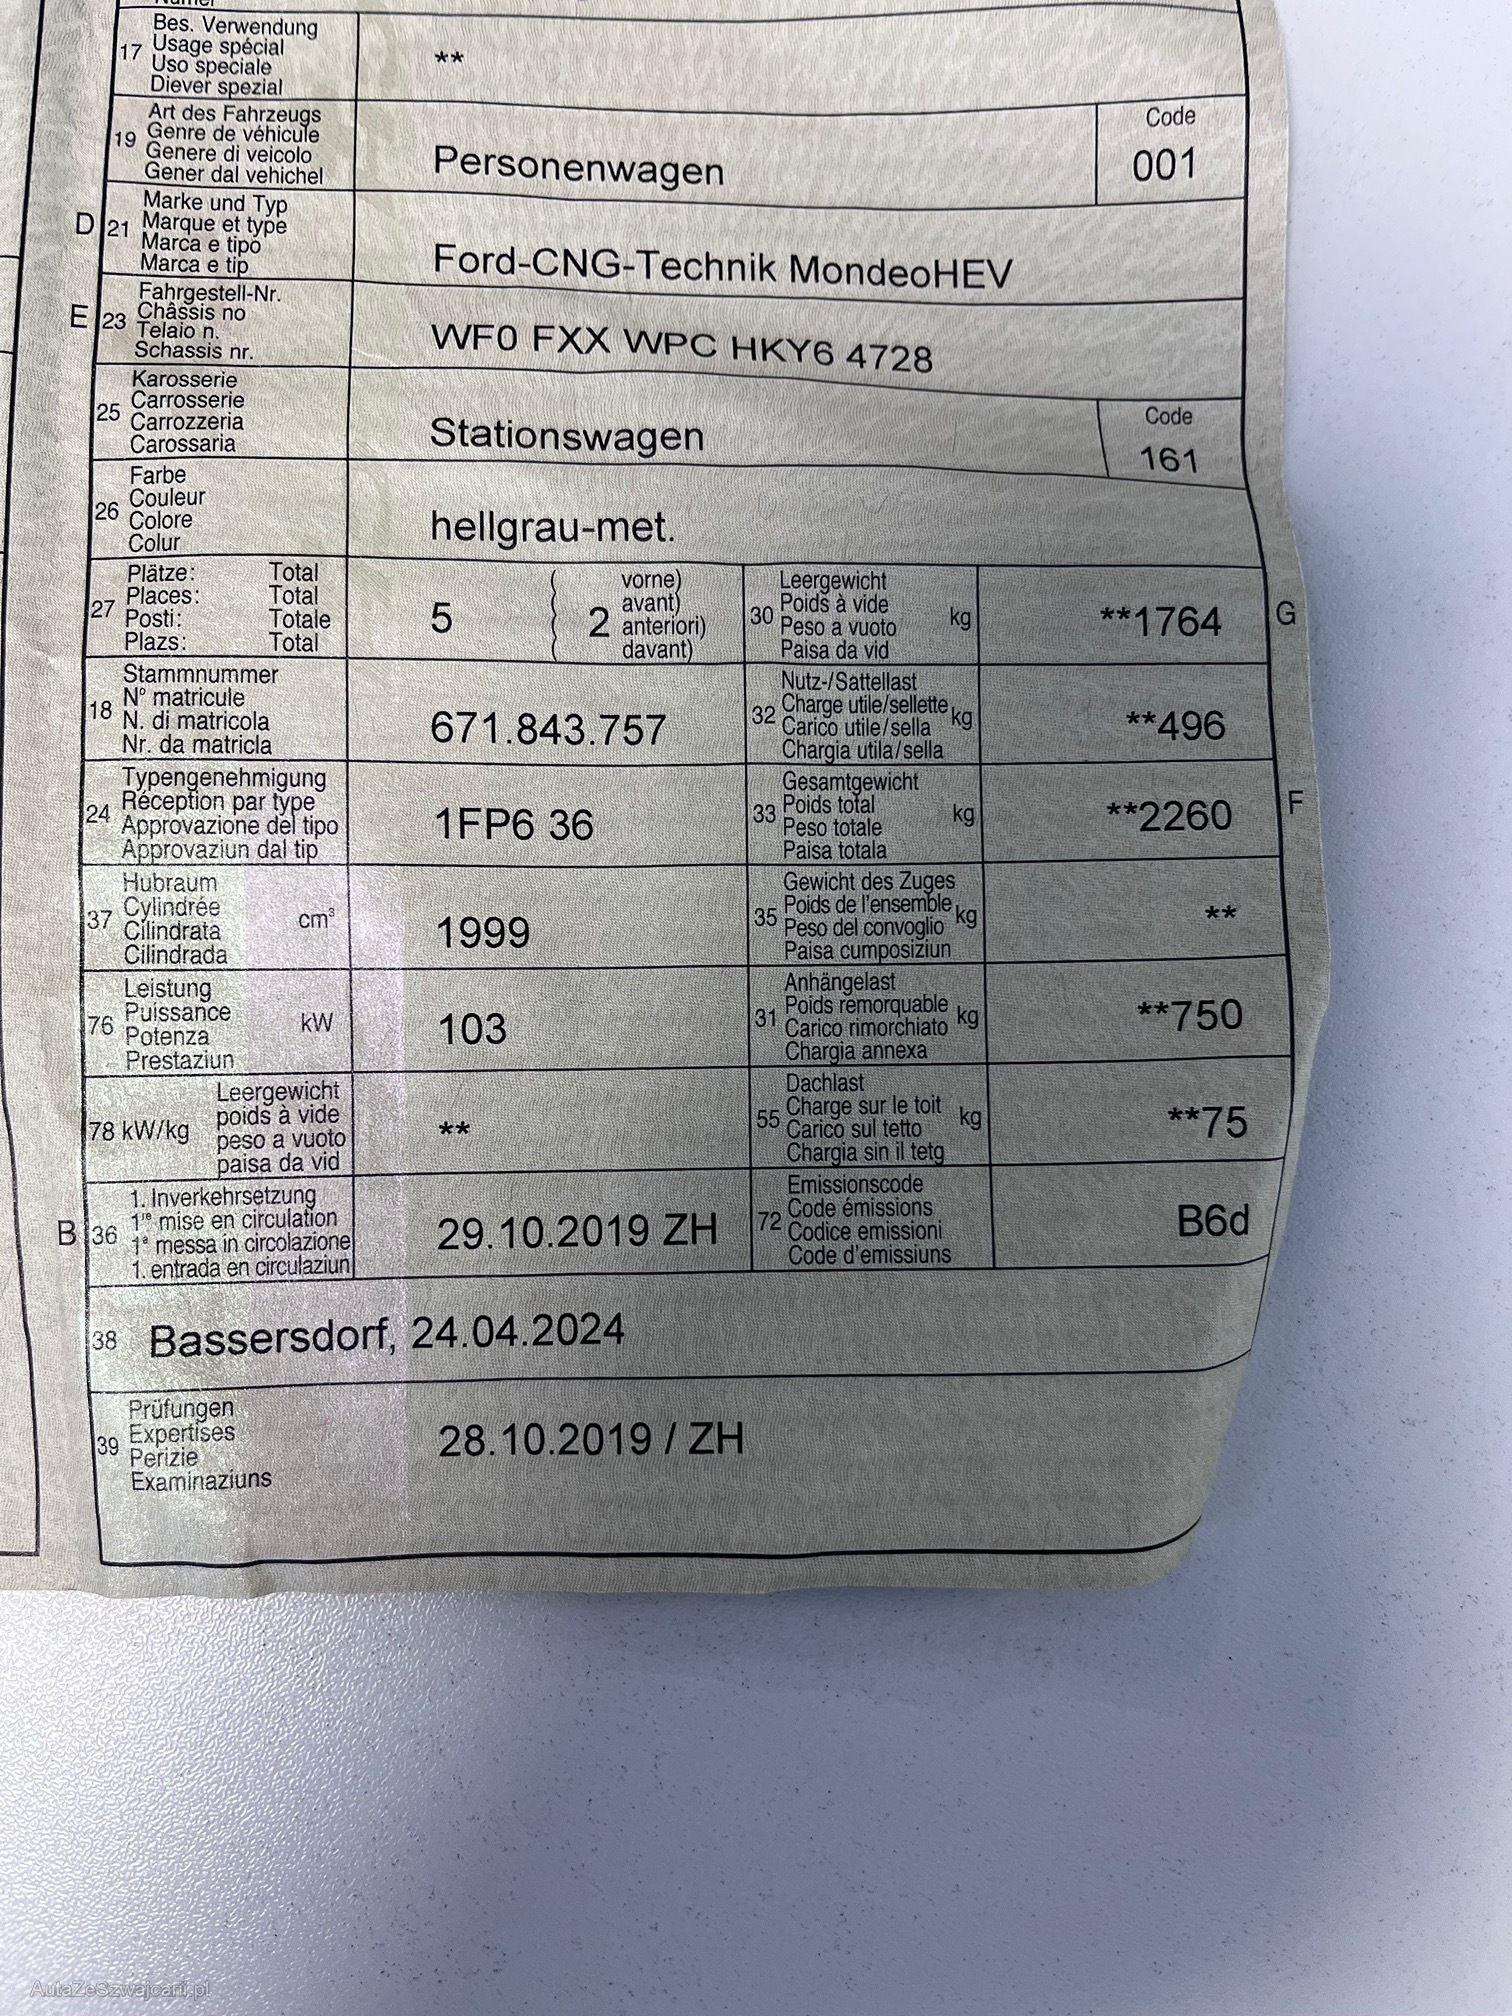 Bes. Verwendung
17 Usage spécial
Uso speciale
Diever spezial
**
Art des Fahrzeugs
19 Genre de véhicule
Genere di veicolo
Gener dal vehichel
Personenwagen
Code
001
Marke und Typ
D 21 Marque et type
Marca e tipo
Marca e tip
Ford-CNG-Technik MondeoHEV
Fahrgestell-Nr.
E 23 Châssis no
Telaio n.
Schassis nr.
WF0 FXX WPC HKY6 4728
Karosserie
25 Carrosserie
Carrozzeria
Carossaria
Stationswagen
Code
161
Farbe
26 Couleur
Colore
Colur
hellgrau-met.
Plätze: Total
27 Places: Total
Posti: Totale
Plazs: Total
5 ( 2 vorne)
avant)
anteriori)
davant)
Leergewicht
30 Poids à vide kg
Peso a vuoto
Paisa da vid
**1764 G
Stammnummer
18 N° matricule
N. di matricola
Nr. da matricla
671.843.757
Nutz-/Sattellast
32 Charge utile/sellette kg
Carico utile/sella
Chargia utila/sella
**496
Typengenehmigung
24 Réception par type
Approvazione del tipo
Approvaziun dal tip
1FP6 36
Gesamtgewicht
33 Poids total kg
Peso totale
Paisa totala
**2260 F
Hubraum
37 Cylindrée cm³
Cilindrata
Cilindrada
1999
Gewicht des Zuges
35 Poids de l'ensemble kg
Peso del convoglio
Paisa cumposiziun
**
Leistung
76 Puissance kW
Potenza
Prestaziun
103
Anhängelast
31 Poids remorquable kg
Carico rimorchiato
Chargia annexa
**750
Leergewicht
78 kW/kg poids à vide
peso a vuoto
paisa da vid
**
Dachlast
55 Charge sur le toit kg
Carico sul tetto
Chargia sin il tetg
**75
1. Inverkehrsetzung
B 36 1re mise en circulation
1a messa in circolazione
1. entrada en circulaziun
29.10.2019 ZH
Emissionscode
72 Code émissions
Codice emissioni
Code d'emissiuns
B6d
38 Bassersdorf, 24.04.2024
Prüfungen
39 Expertises
Perizie
Examinaziuns
28.10.2019 / ZH
AutaZeSzwajcarii.pl